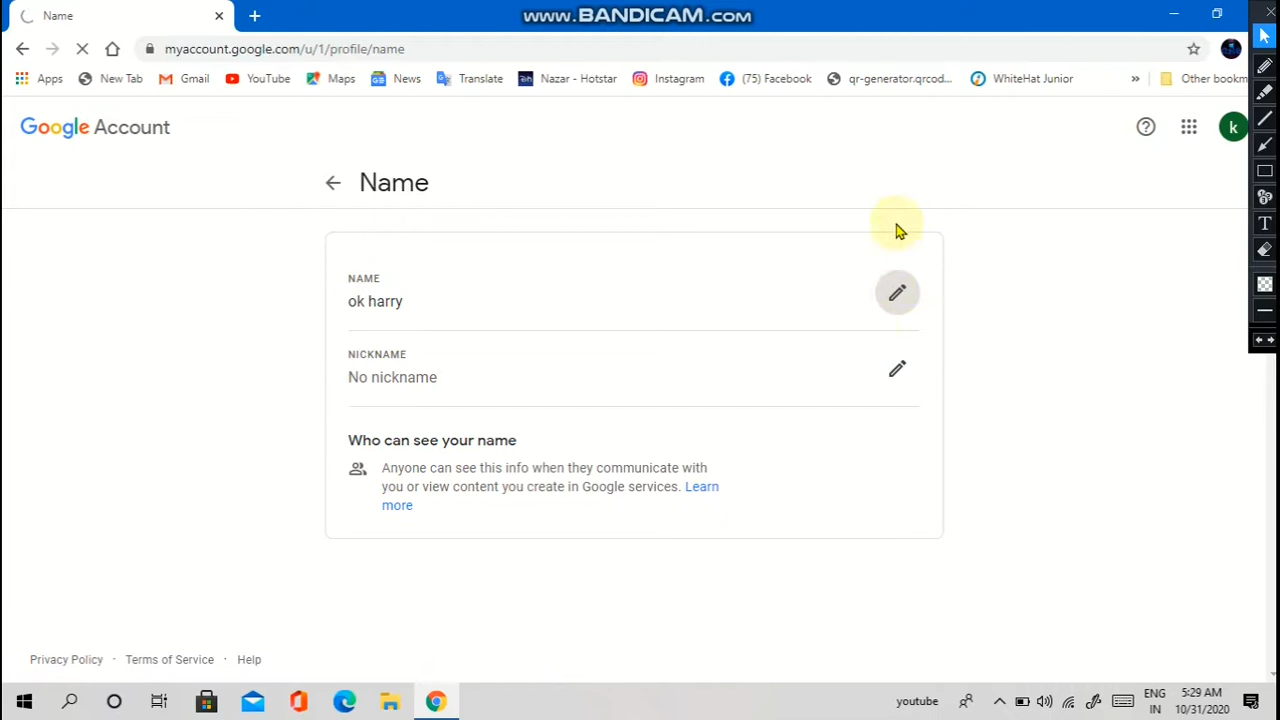 Name
www.BANDICAM.com
myaccount.google.com/u/1/profile/name
Apps
New Tab
Gmail
YouTube
Maps
News
Translate
Nazar - Hotstar
Instagram
(75) Facebook
qr-generator.qrcod...
WhiteHat Junior
»
Other bookm
Google Account
k
Name
NAME
ok harry
NICKNAME
No nickname
Who can see your name
Anyone can see this info when they communicate with
you or view content you create in Google services. Learn
more
Privacy Policy · Terms of Service · Help
youtube
ENG
IN
5:29 AM
10/31/2020